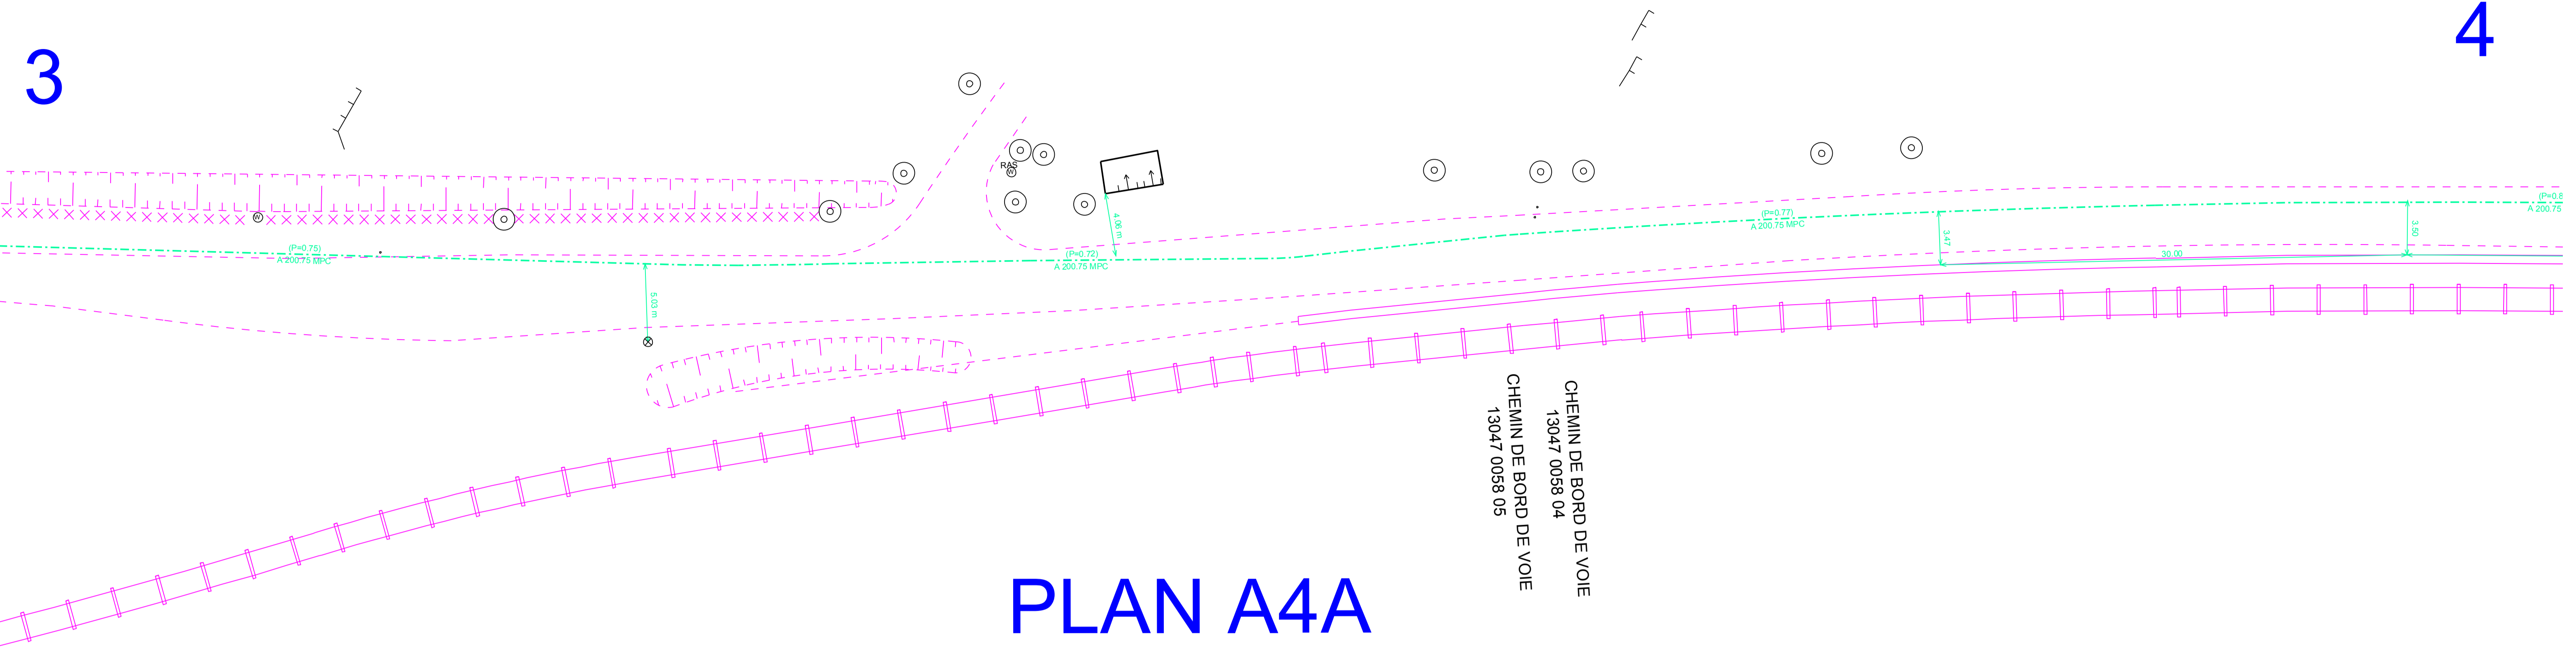 3
4
RAS
W
W
4.06 m
(P=0.75)
A 200.75 MPC
(P=0.72)
A 200.75 MPC
(P=0.77)
A 200.75 MPC
(P=0.8
A 200.75
5.03 m
3.47
30.00
3.50
CHEMIN DE BORD DE VOIE
13047 0058 04
CHEMIN DE BORD DE VOIE
13047 0058 05
PLAN A4A